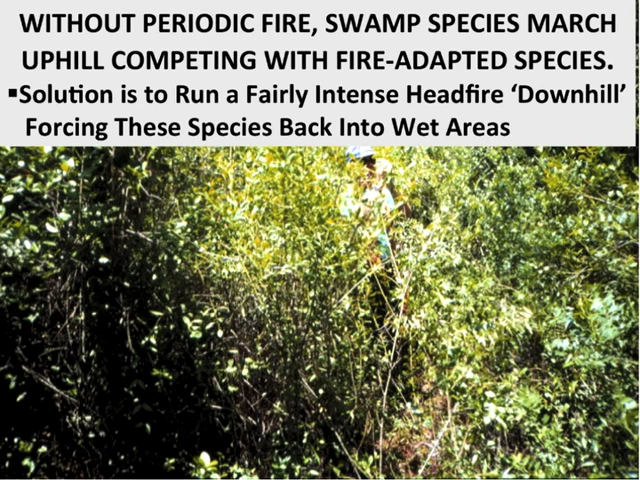 WITHOUT PERIODIC FIRE, SWAMP SPECIES MARCH
UPHILL COMPETING WITH FIRE-ADAPTED SPECIES.
▪Solution is to Run a Fairly Intense Headfire ‘Downhill’
Forcing These Species Back Into Wet Areas